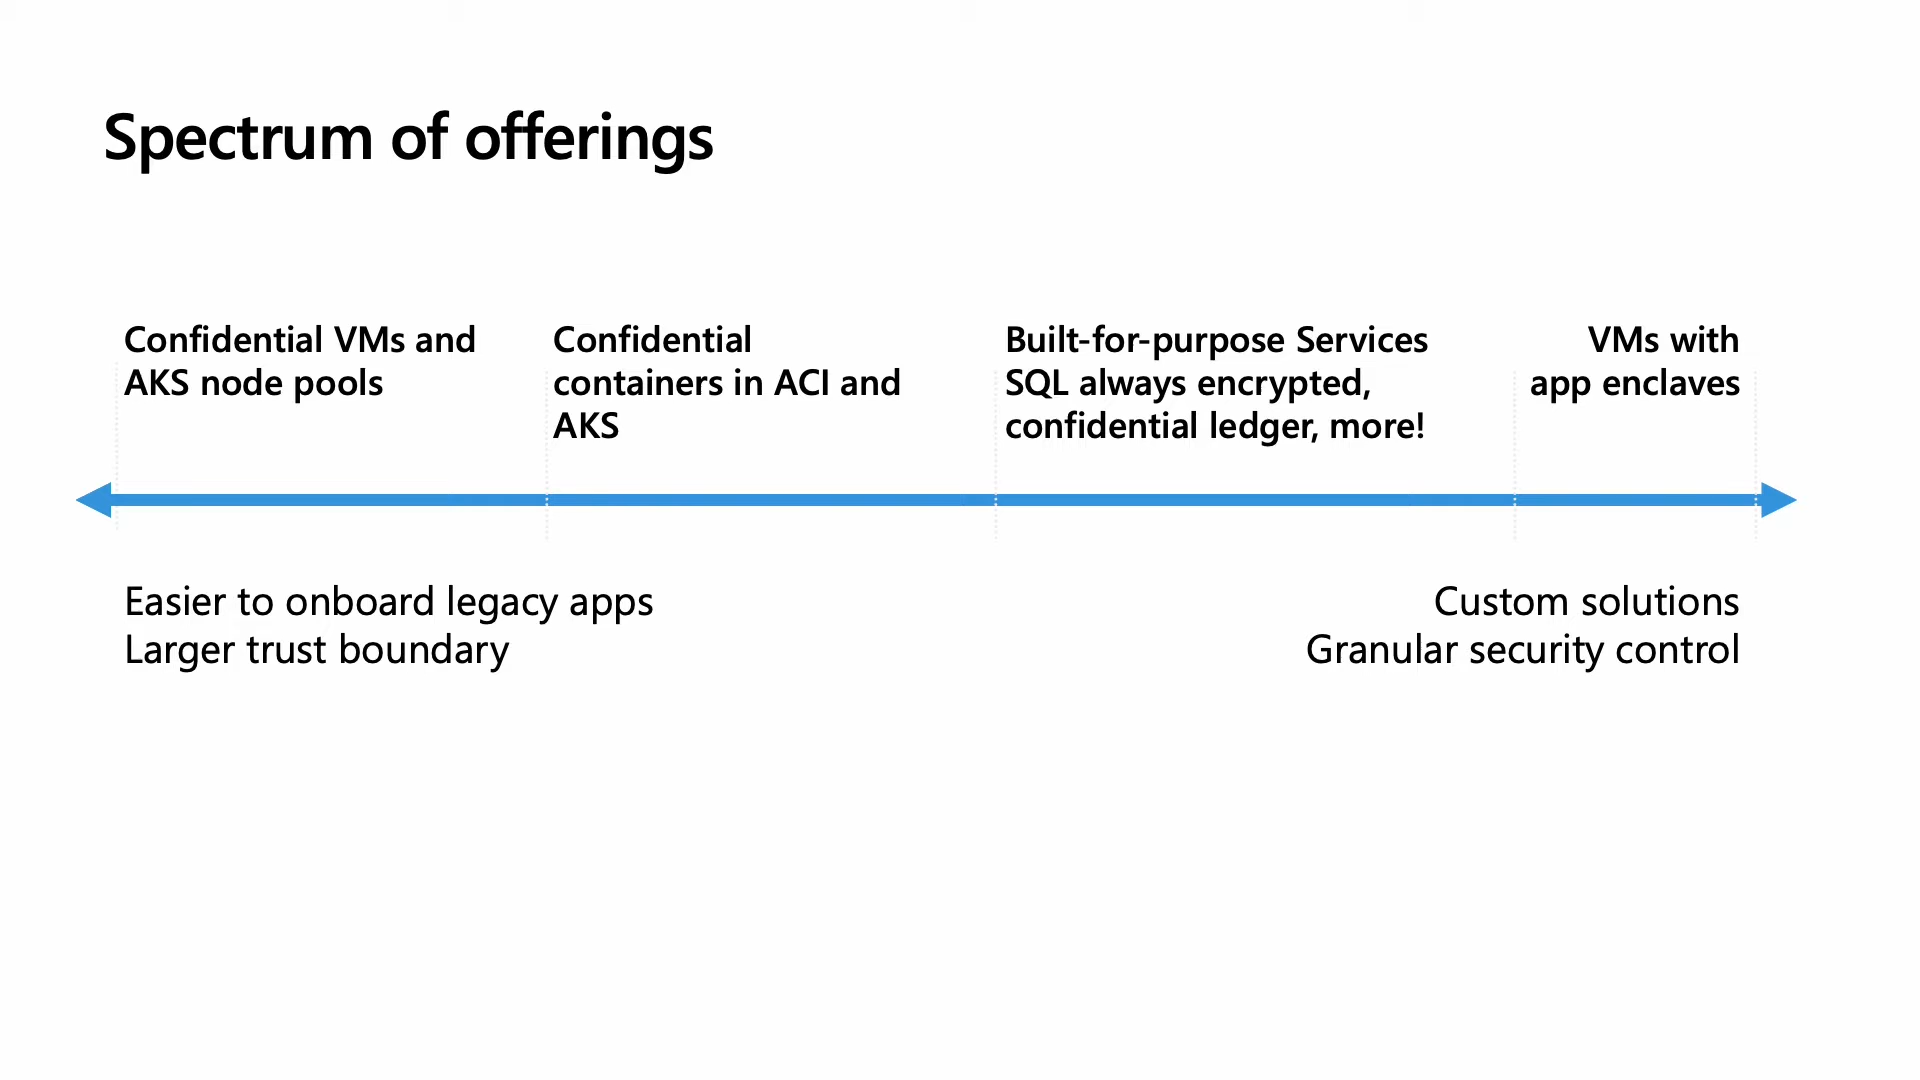 Spectrum of offerings
Confidential VMs and
AKS node pools
Confidential
containers in ACI and
AKS
Built-for-purpose Services
SQL always encrypted,
confidential ledger, more!
VMs with
app enclaves
Easier to onboard legacy apps
Larger trust boundary
Custom solutions
Granular security control